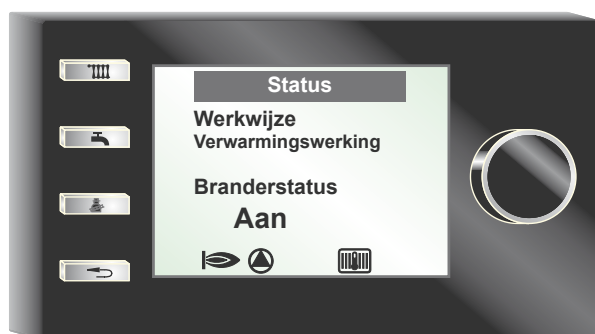 Status
Werkwijze
Verwarmingswerking
Branderstatus
Aan